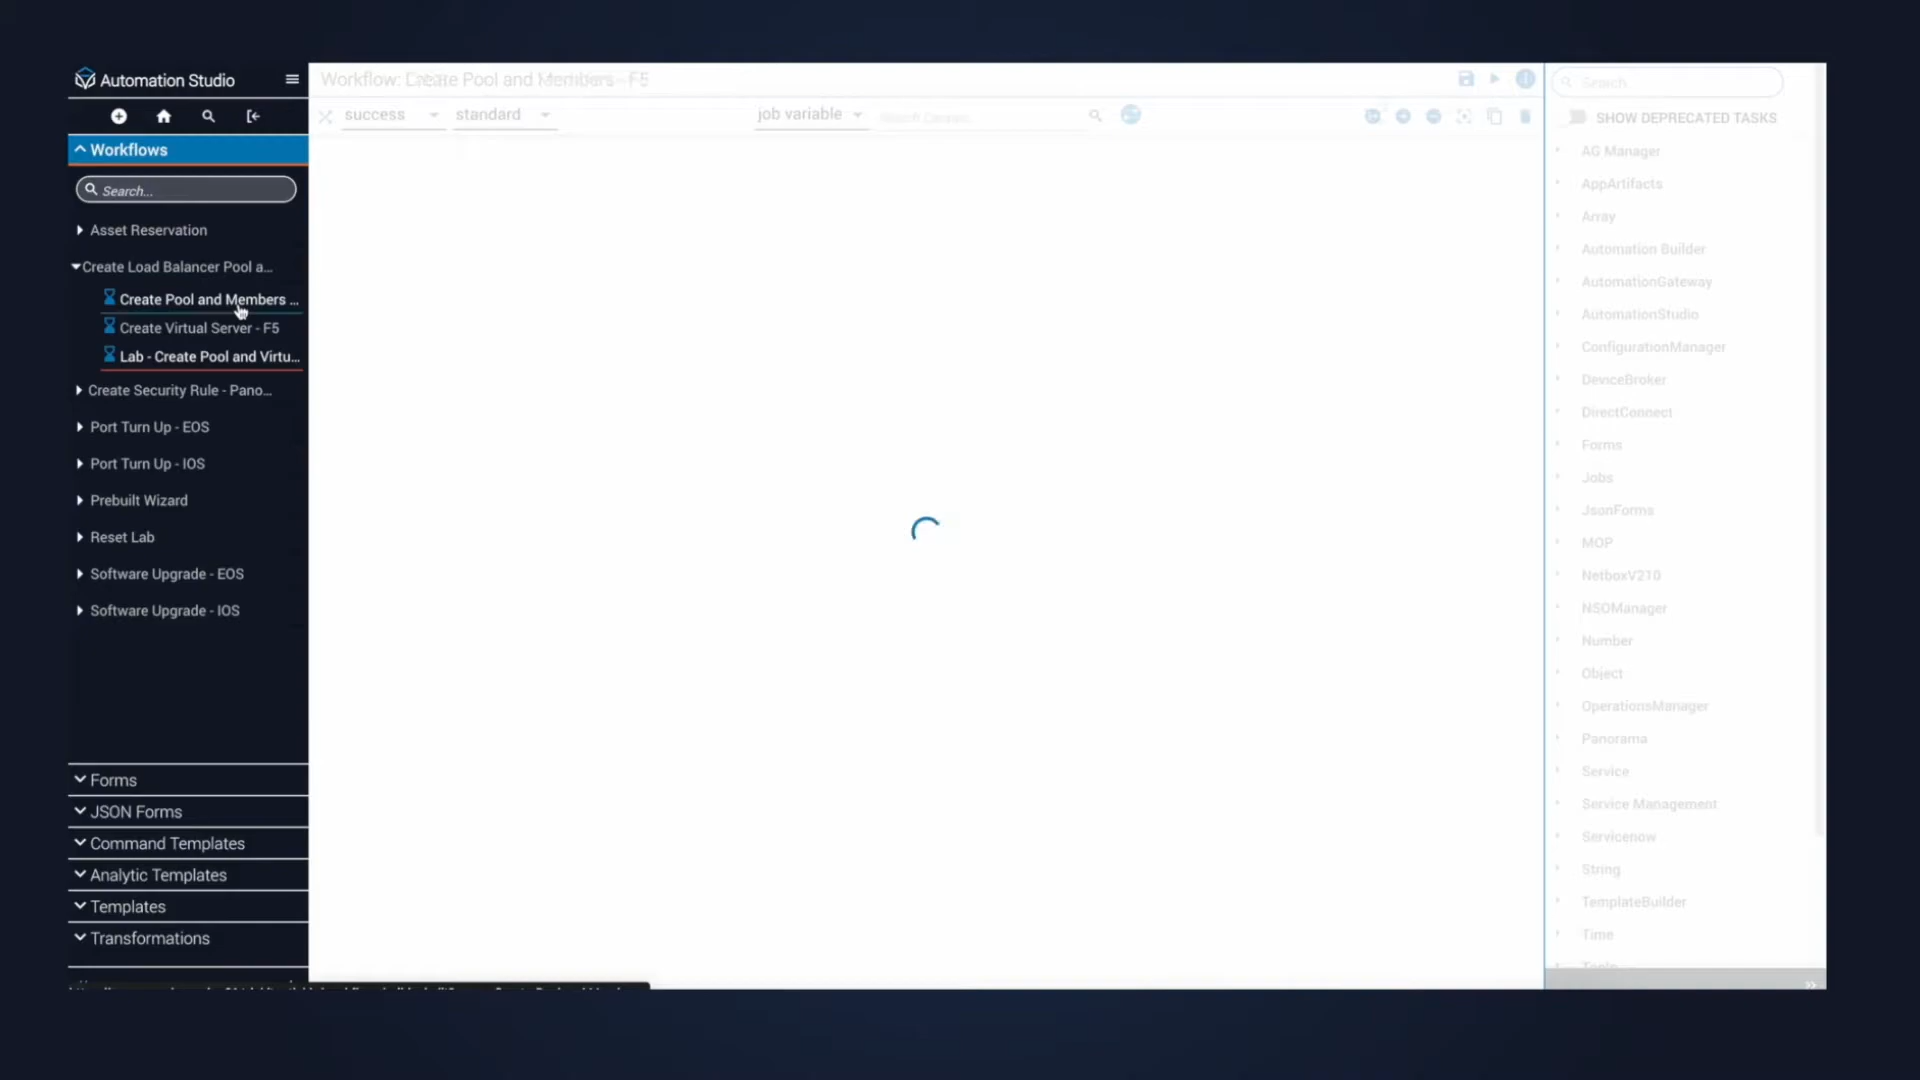 Automation Studio
Workflows
Search...
Asset Reservation
Create Load Balancer Pool a...
Create Pool and Members ...
Create Virtual Server - F5
Lab - Create Pool and Virtu...
Create Security Rule - Pano...
Port Turn Up - EOS
Port Turn Up - IOS
Prebuilt Wizard
Reset Lab
Software Upgrade - EOS
Software Upgrade - IOS
Forms
JSON Forms
Command Templates
Analytic Templates
Templates
Transformations
Workflow: Create Pool and Members - F5
success standard job variable
Search
SHOW DEPRECATED TASKS
AG Manager
AppArtifacts
Array
Automation Builder
AutomationGateway
AutomationStudio
ConfigurationManager
DeviceBroker
DirectConnect
Forms
Jobs
JsonForms
MOP
NetboxV210
NSOManager
Number
Object
OperationsManager
Panorama
Service
Service Management
Servicenow
String
TemplateBuilder
Time
Tools